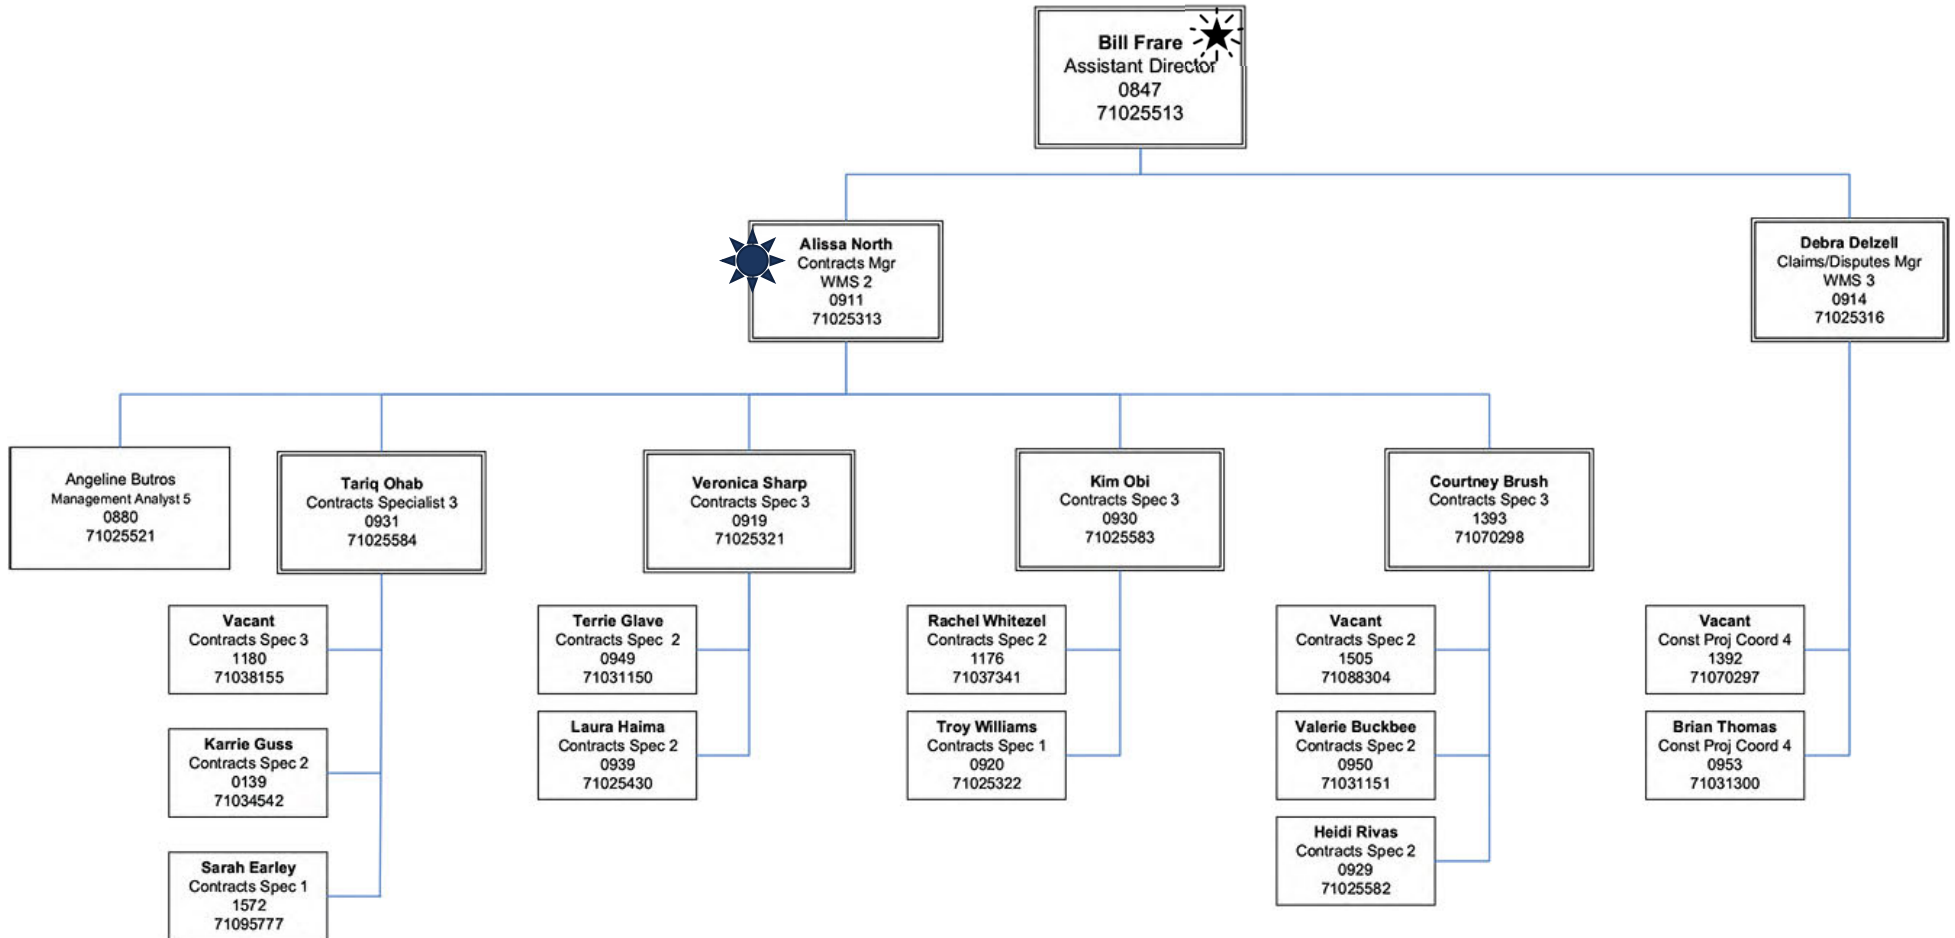 Bill Frare
Assistant Director
0847
71025513
Alissa North
Contracts Mgr
WMS 2
0911
71025313
Debra Delzell
Claims/Disputes Mgr
WMS 3
0914
71025316
Angeline Butros
Management Analyst 5
0880
71025521
Tariq Ohab
Contracts Specialist 3
0931
71025584
Veronica Sharp
Contracts Spec 3
0919
71025321
Kim Obi
Contracts Spec 3
0930
71025583
Courtney Brush
Contracts Spec 3
1393
71070298
Vacant
Contracts Spec 3
1180
71038155
Karrie Guss
Contracts Spec 2
0139
71034542
Sarah Earley
Contracts Spec 1
1572
71095777
Terrie Glave
Contracts Spec 2
0949
71031150
Laura Haima
Contracts Spec 2
0939
71025430
Rachel Whitezel
Contracts Spec 2
1176
71037341
Troy Williams
Contracts Spec 1
0920
71025322
Vacant
Contracts Spec 2
1505
71088304
Valerie Buckbee
Contracts Spec 2
0950
71031151
Heidi Rivas
Contracts Spec 2
0929
71025582
Vacant
Const Proj Coord 4
1392
71070297
Brian Thomas
Const Proj Coord 4
0953
71031300